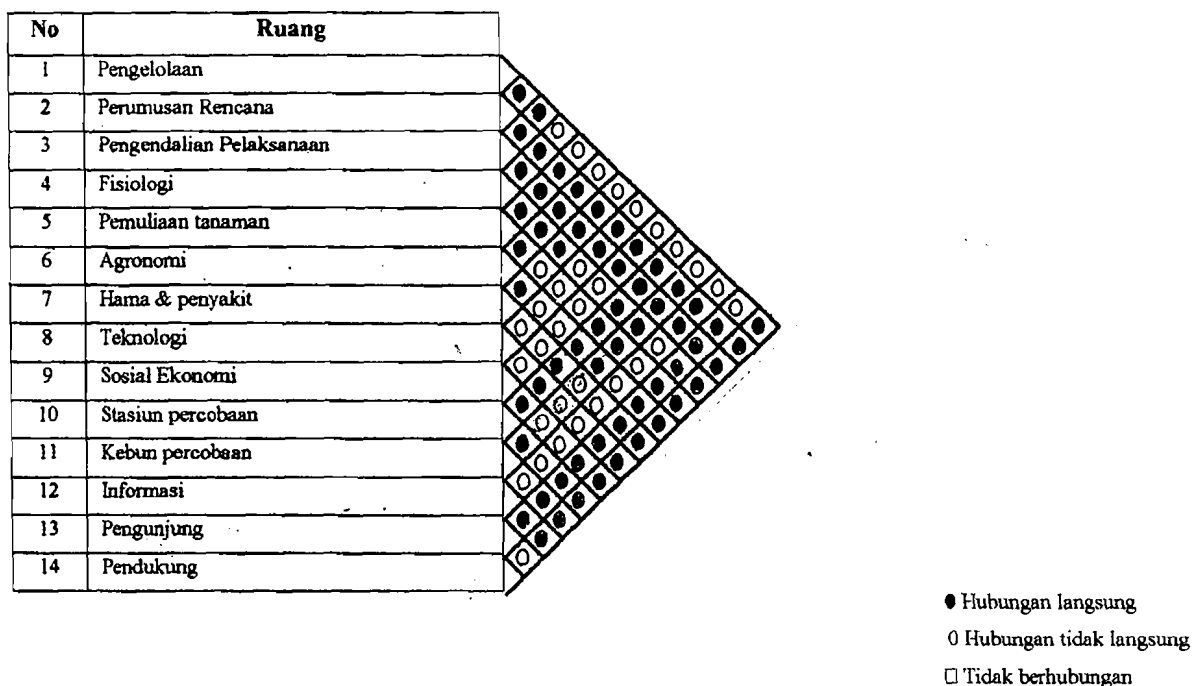 No Ruang
1 Pengelolaan
2 Perumusan Rencana
3 Pengendalian Pelaksanaan
4 Fisiologi
5 Pemuliaan tanaman
6 Agronomi
7 Hama & penyakit
8 Teknologi
9 Sosial Ekonomi
10 Stasiun percobaan
11 Kebun percobaan
12 Informasi
13 Pengunjung
14 Pendukung
● Hubungan langsung
0 Hubungan tidak langsung
□ Tidak berhubungan